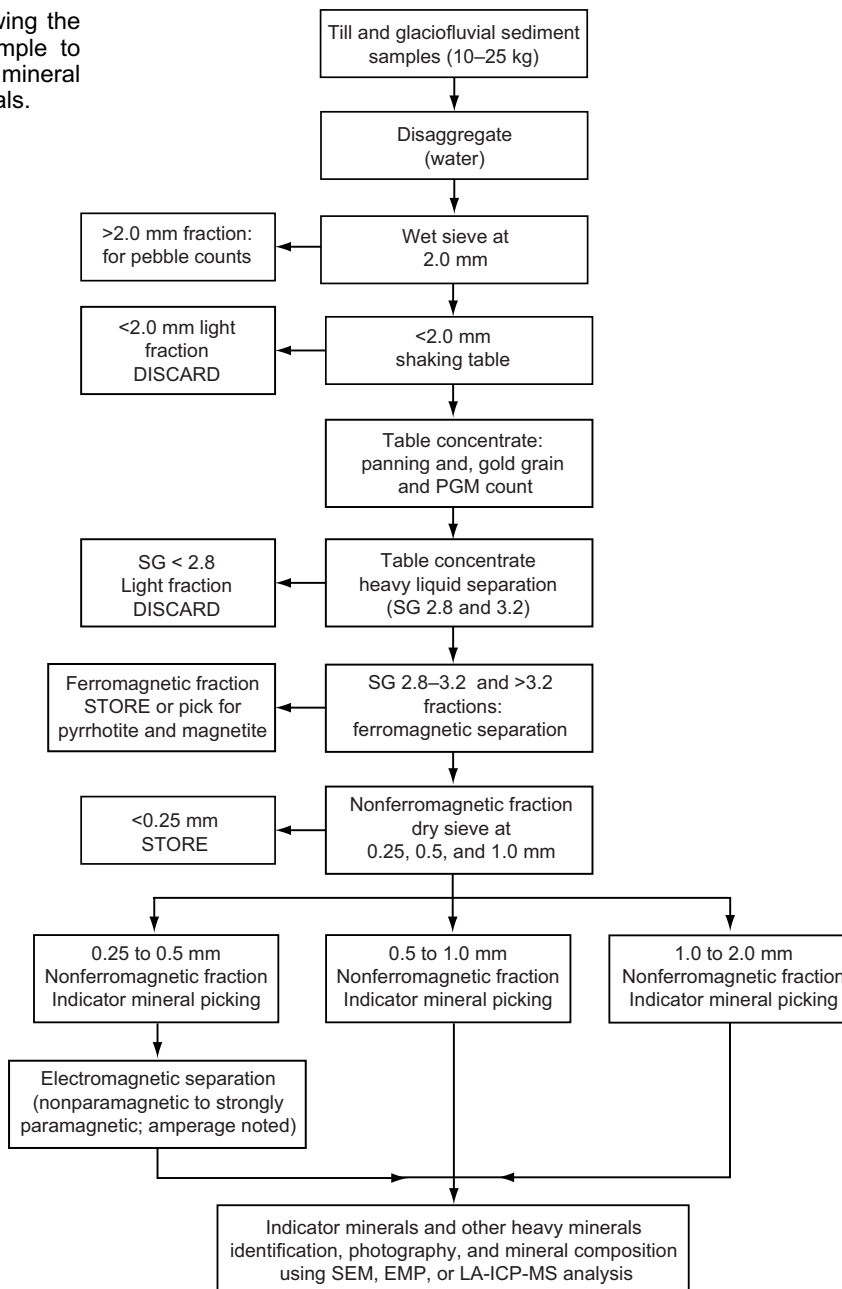 wing the
mple to
mineral
als.
Till and glaciofluvial sediment
samples (10–25 kg)
Disaggregate
(water)
>2.0 mm fraction:
for pebble counts
Wet sieve at
2.0 mm
<2.0 mm light
fraction
DISCARD
<2.0 mm
shaking table
Table concentrate:
panning and, gold grain
and PGM count
SG < 2.8
Light fraction
DISCARD
Table concentrate
heavy liquid separation
(SG 2.8 and 3.2)
Ferromagnetic fraction
STORE or pick for
pyrrhotite and magnetite
SG 2.8–3.2 and >3.2
fractions:
ferromagnetic separation
<0.25 mm
STORE
Nonferromagnetic fraction
dry sieve at
0.25, 0.5, and 1.0 mm
0.25 to 0.5 mm
Nonferromagnetic fraction
Indicator mineral picking
0.5 to 1.0 mm
Nonferromagnetic fraction
Indicator mineral picking
1.0 to 2.0 mm
Nonferromagnetic fraction
Indicator mineral picking
Electromagnetic separation
(nonparamagnetic to strongly
paramagnetic; amperage noted)
Indicator minerals and other heavy minerals
identification, photography, and mineral composition
using SEM, EMP, or LA-ICP-MS analysis